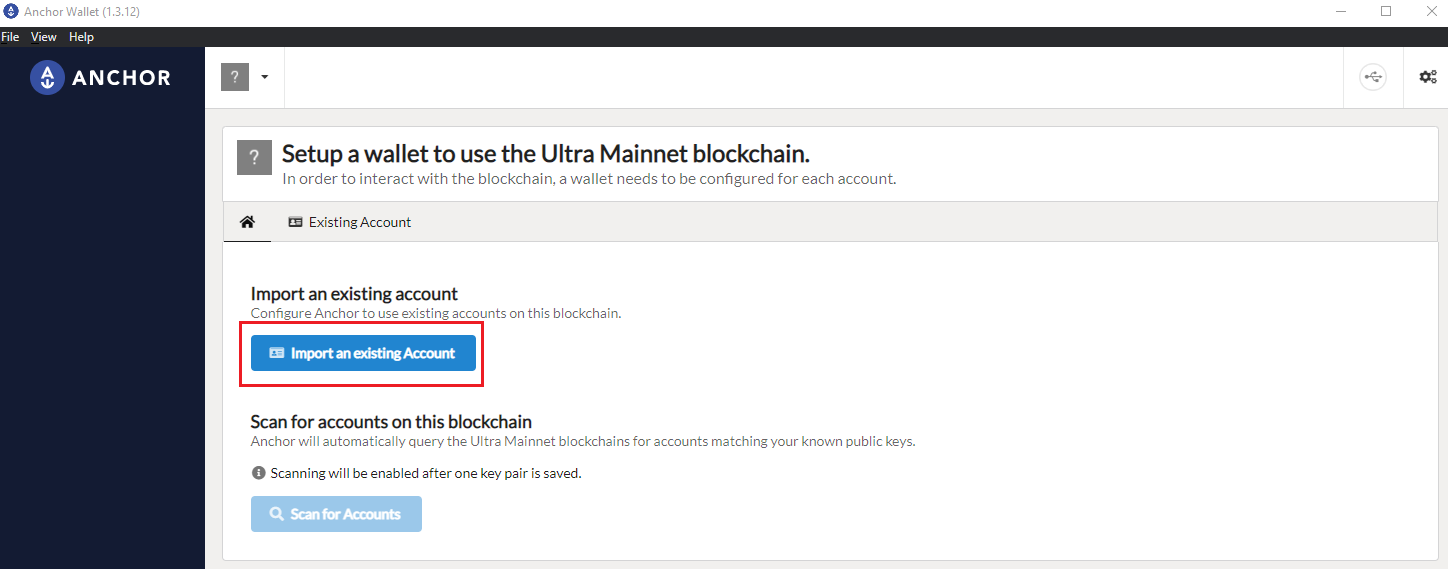 Anchor Wallet (1.3.12)
File View Help
ANCHOR
?
?
Setup a wallet to use the Ultra Mainnet blockchain.
In order to interact with the blockchain, a wallet needs to be configured for each account.
Existing Account
Import an existing account
Configure Anchor to use existing accounts on this blockchain.
Import an existing Account
Scan for accounts on this blockchain
Anchor will automatically query the Ultra Mainnet blockchains for accounts matching your known public keys.
Scanning will be enabled after one key pair is saved.
Scan for Accounts